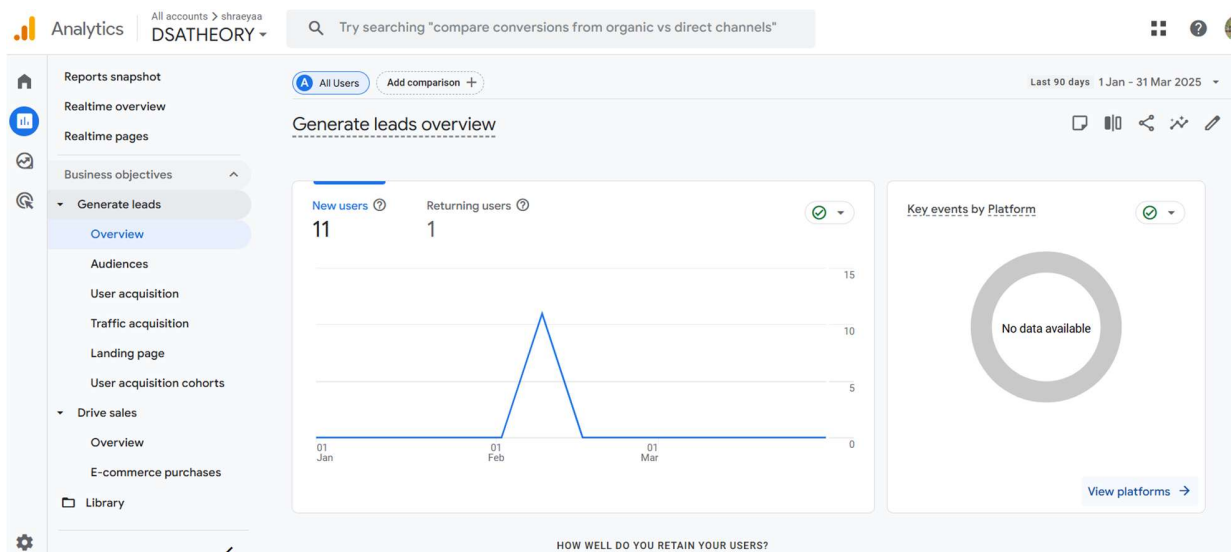 Analytics
All accounts > shraeyaa
DSATHEORY
Try searching "compare conversions from organic vs direct channels"
Reports snapshot
Realtime overview
Realtime pages
Business objectives
Generate leads
Overview
Audiences
User acquisition
Traffic acquisition
Landing page
User acquisition cohorts
Drive sales
Overview
E-commerce purchases
Library
A All Users
Add comparison +
Last 90 days 1 Jan - 31 Mar 2025
Generate leads overview
New users
11
Returning users
1
15
10
5
0
01
Jan
01
Feb
01
Mar
Key events by Platform
No data available
View platforms
HOW WELL DO YOU RETAIN YOUR USERS?